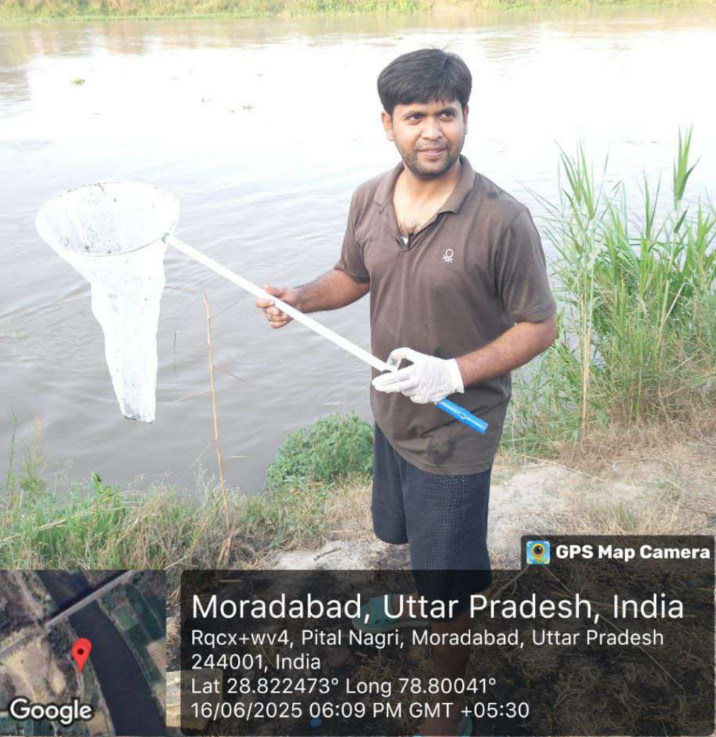 GPS Map Camera
Moradabad, Uttar Pradesh, India
Rqcx+wv4, Pital Nagri, Moradabad, Uttar Pradesh
244001, India
Lat 28.822473° Long 78.80041°
16/06/2025 06:09 PM GMT +05:30
Google